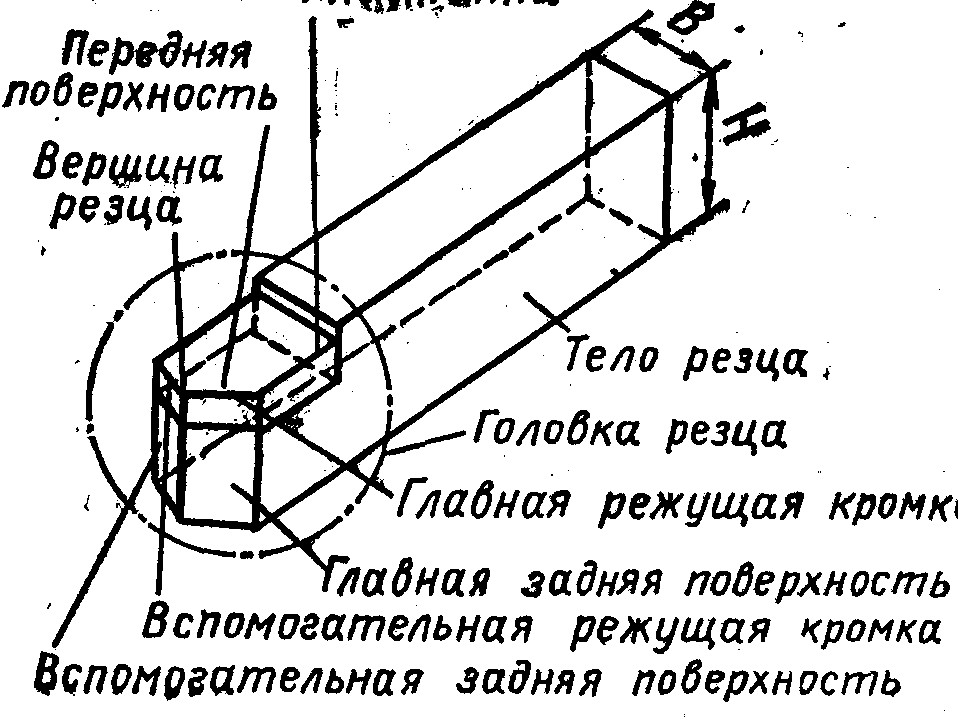 Передняя
поверхность
Вершина
резца
В
Н
Тело резца
Головка резца
Главная режущая кромка
Главная задняя поверхность
Вспомогательная режущая кромка
Вспомогательная задняя поверхность